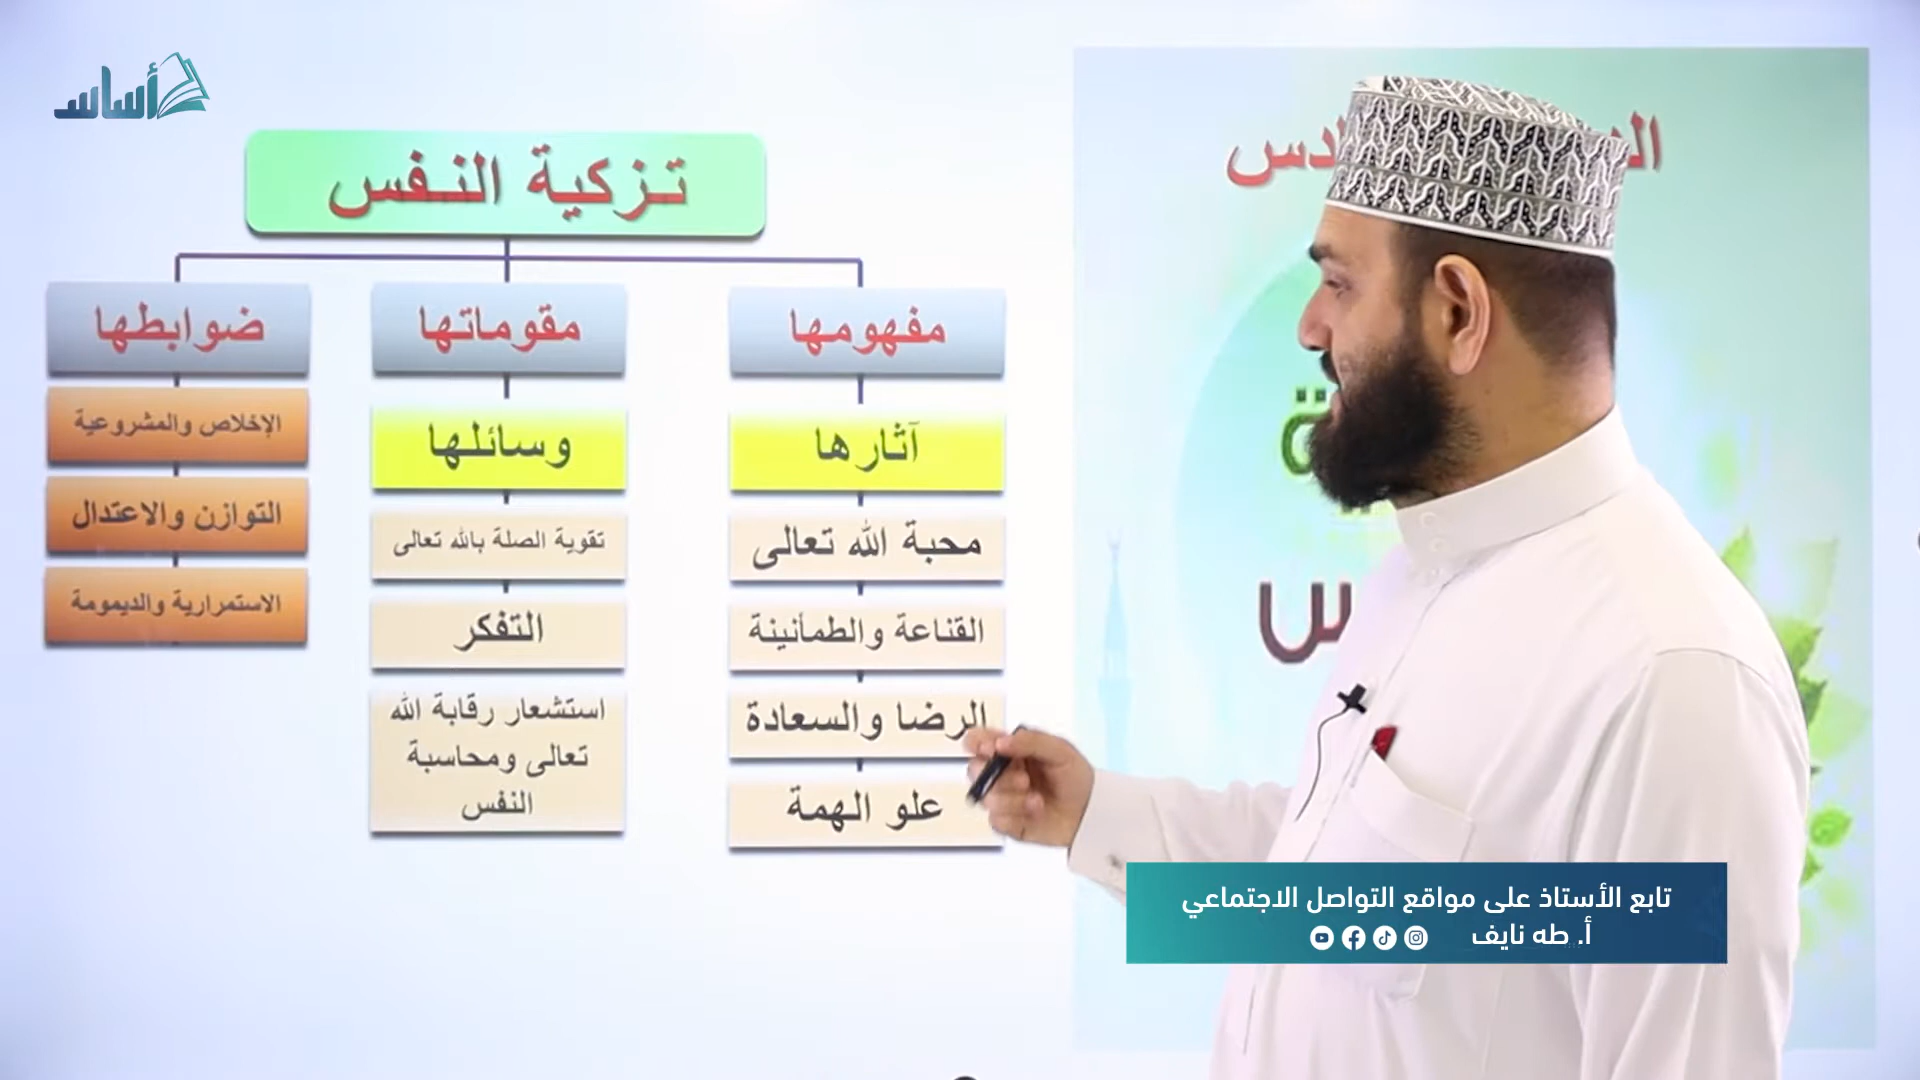 أساس
تزكية النفس
مفهومها
آثارها
محبة الله تعالى
القناعة والطمأنينة
الرضا والسعادة
علو الهمة
مقوماتها
وسائلها
تقوية الصلة بالله تعالى
التفكر
استشعار رقابة الله
تعالى ومحاسبة
النفس
ضوابطها
الإخلاص والمشروعية
التوازن والاعتدال
الاستمرارية والديمومة
تابع الأستاذ على مواقع التواصل الاجتماعي
أ. طه نايف